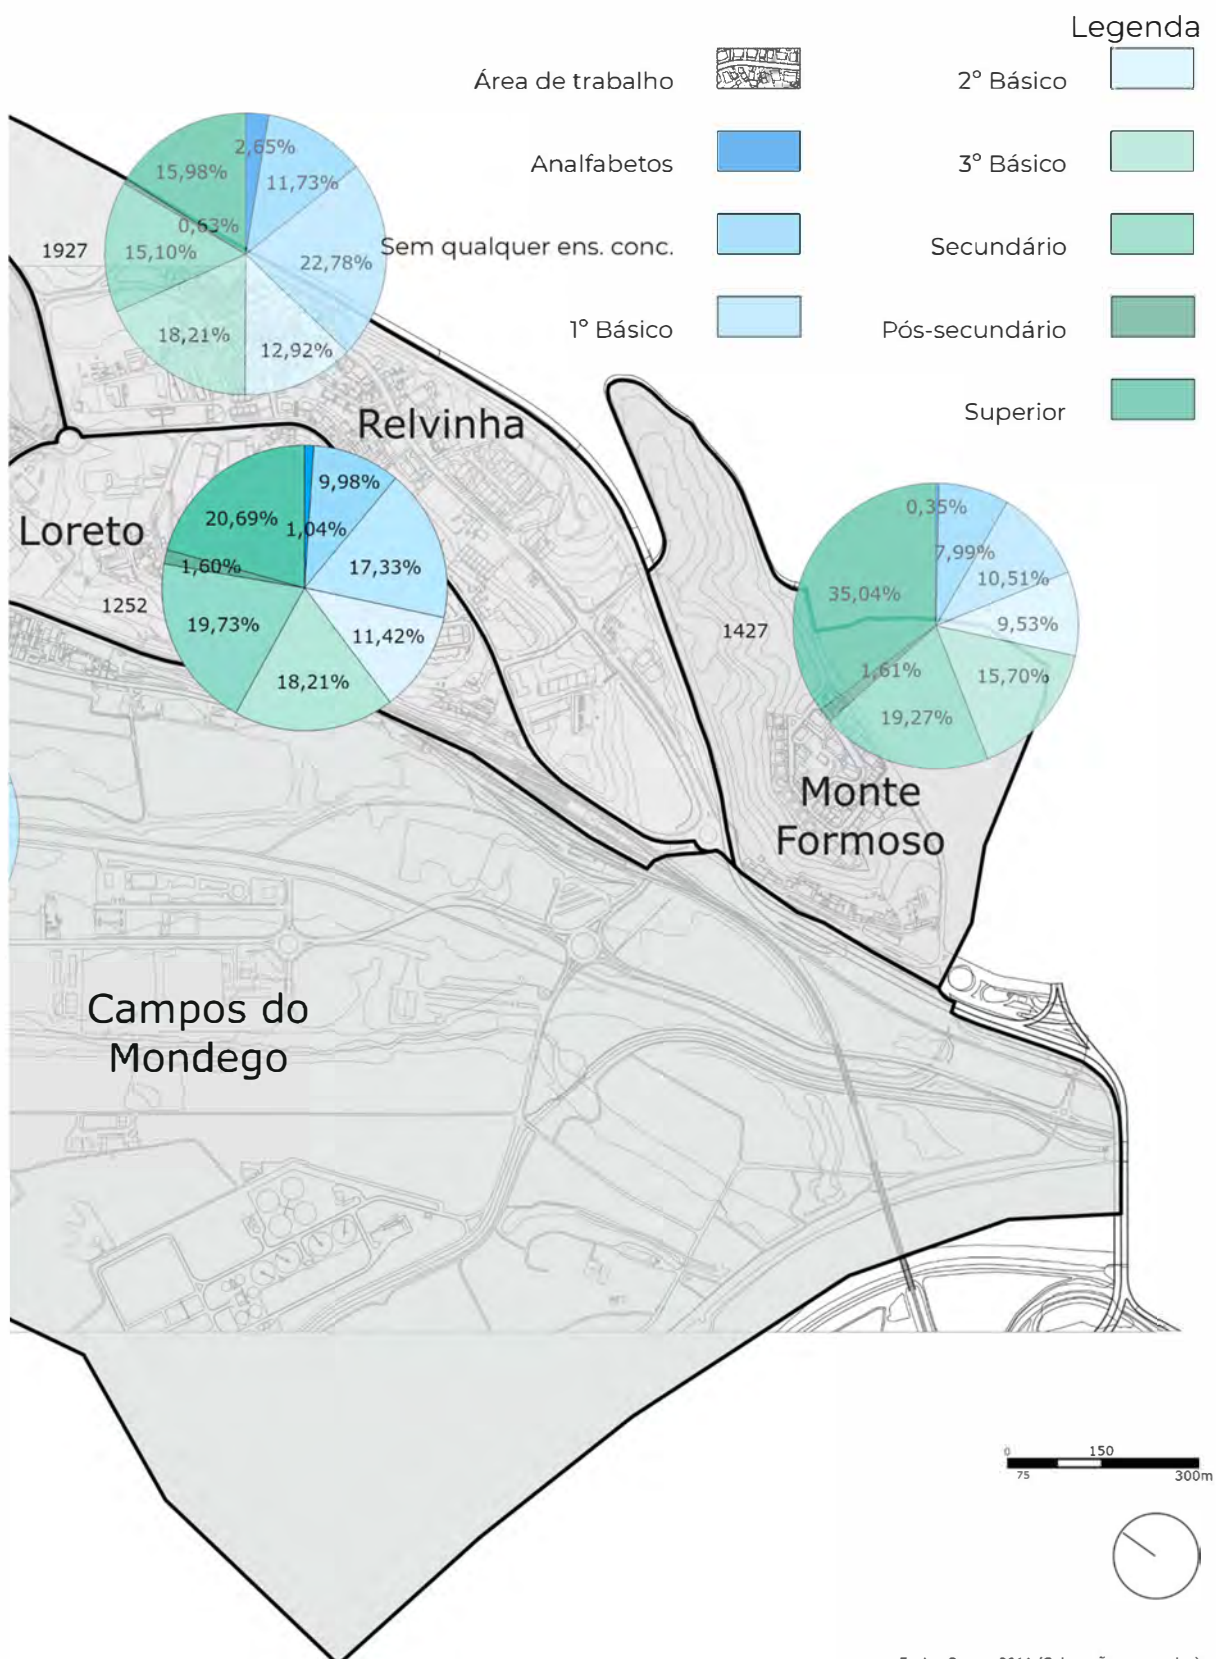 Legenda
Área de trabalho
2º Básico
Analfabetos
3º Básico
Sem qualquer ens. conc.
Secundário
1º Básico
Pós-secundário
Superior
2,65%
11,73%
22,78%
12,92%
18,21%
15,10%
0,63%
15,98%
1927
Relvinha
Loreto
1252
1,04%
9,98%
17,33%
11,42%
18,21%
19,73%
1,60%
20,69%
0,35%
7,99%
10,51%
9,53%
15,70%
19,27%
1,61%
35,04%
1427
Monte
Formoso
Campos do
Mondego
0
150
75
300m